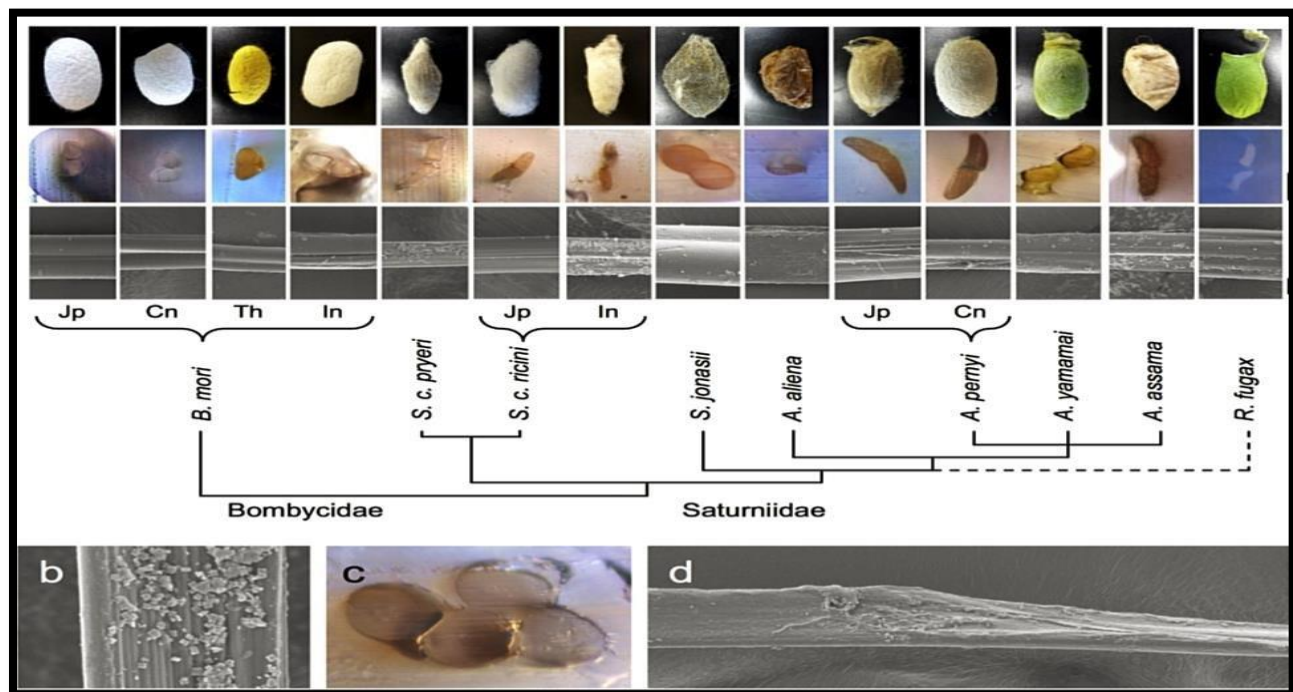 Jp Cn Th In Jp In Jp Cn
B. mori S. c. pryeri S. c. ricini S. jonasii A. aliena A. pernyi A. yamamai A. assama R. fugax
Bombycidae Saturniidae
b c d